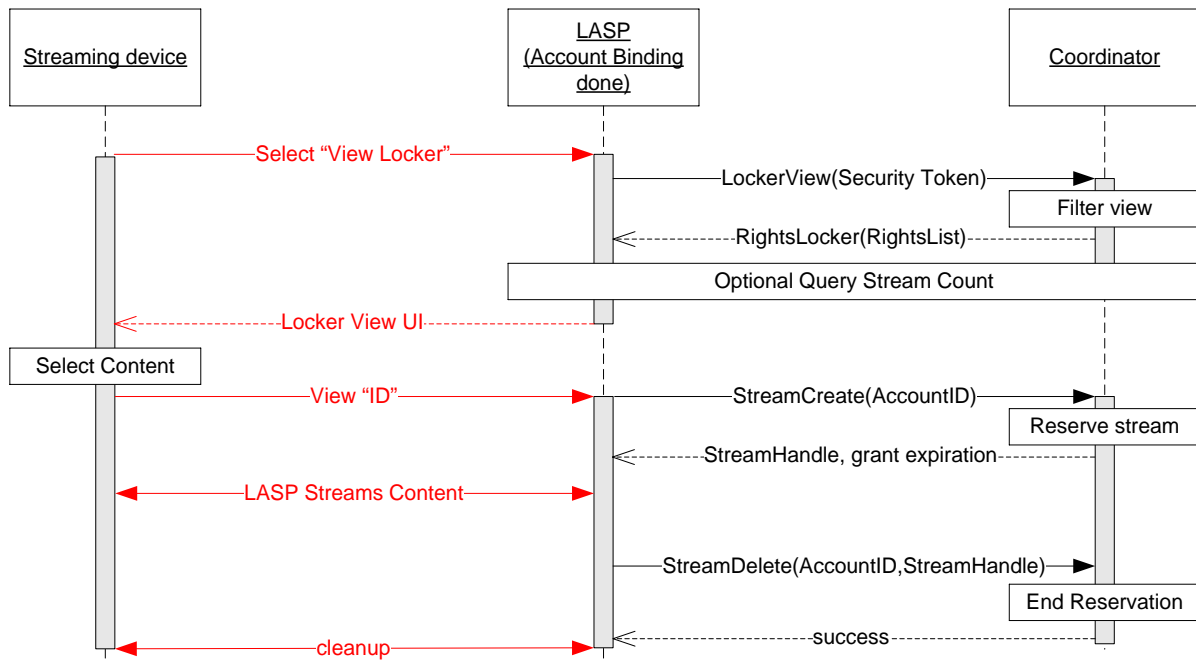 Streaming device
LASP
(Account Binding
done)
Coordinator
Select “View Locker”
LockerView(Security Token)
Filter view
RightsLocker(RightsList)
Optional Query Stream Count
Locker View UI
Select Content
View “ID”
StreamCreate(AccountID)
Reserve stream
StreamHandle, grant expiration
LASP Streams Content
StreamDelete(AccountID,StreamHandle)
End Reservation
success
cleanup